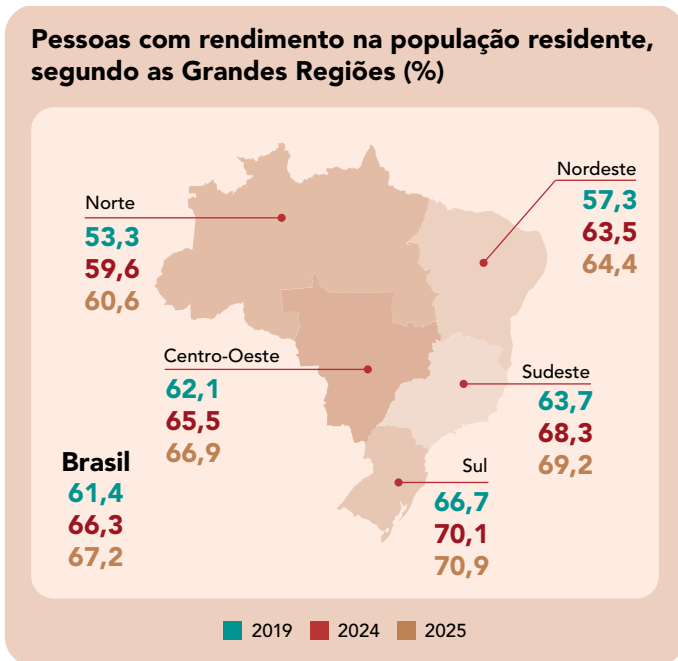 Pessoas com rendimento na população residente,
segundo as Grandes Regiões (%)
Norte
53,3
59,6
60,6
Nordeste
57,3
63,5
64,4
Centro-Oeste
62,1
65,5
66,9
Sudeste
63,7
68,3
69,2
Brasil
61,4
66,3
67,2
Sul
66,7
70,1
70,9
2019 2024 2025